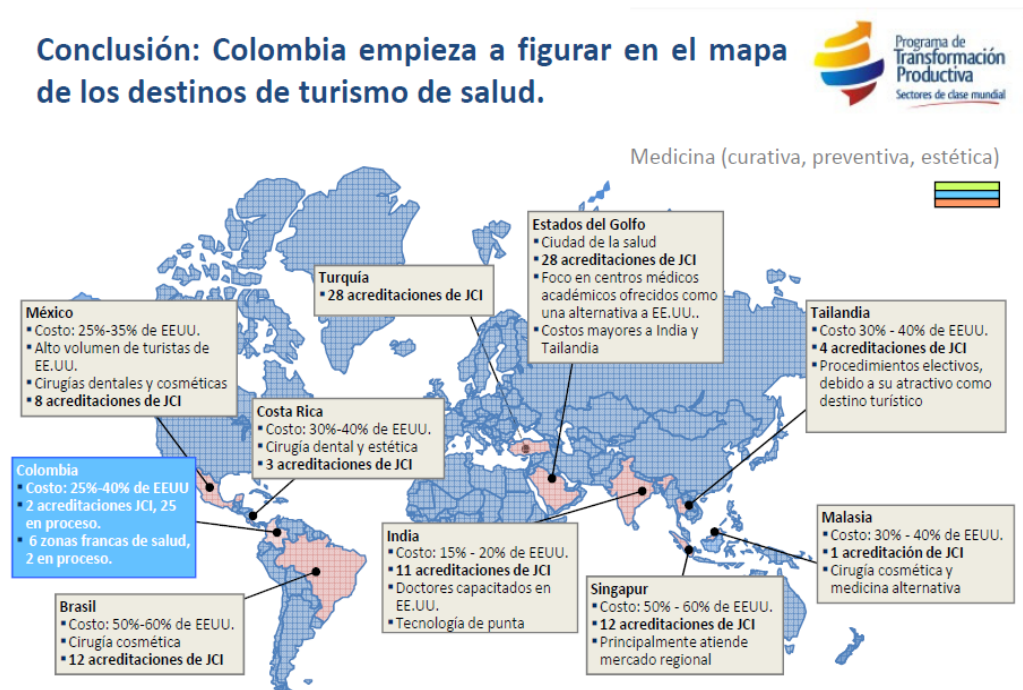 Conclusión: Colombia empieza a figurar en el mapa
de los destinos de turismo de salud.
Programa de
Transformación
Productiva
Sectores de clase mundial
Medicina (curativa, preventiva, estética)
Estados del Golfo
▪ Ciudad de la salud
▪ 28 acreditaciones de JCI
▪ Foco en centros médicos
académicos ofrecidos como
una alternativa a EE.UU..
▪ Costos mayores a India y
Tailandia
Turquía
▪ 28 acreditaciones de JCI
México
▪ Costo: 25%-35% de EEUU.
▪ Alto volumen de turistas de
EE.UU.
▪ Cirugías dentales y cosméticas
▪ 8 acreditaciones de JCI
Tailandia
▪ Costo 30% - 40% de EEUU.
▪ 4 acreditaciones de JCI
▪ Procedimientos electivos,
debido a su atractivo como
destino turístico
Costa Rica
▪ Costo: 30%-40% de EEUU.
▪ Cirugía dental y estética
▪ 3 acreditaciones de JCI
Colombia
▪ Costo: 25%-40% de EEUU
▪ 2 acreditaciones JCI, 25
en proceso.
▪ 6 zonas francas de salud,
2 en proceso.
India
▪ Costo: 15% - 20% de EEUU.
▪ 11 acreditaciones de JCI
▪ Doctores capacitados en
EE.UU.
▪ Tecnología de punta
Malasia
▪ Costo: 30% - 40% de EEUU.
▪ 1 acreditación de JCI
▪ Cirugía cosmética y
medicina alternativa
Singapur
▪ Costo: 50% - 60% de EEUU.
▪ 12 acreditaciones de JCI
▪ Principalmente atiende
mercado regional
Brasil
▪ Costo: 50%-60% de EEUU.
▪ Cirugía cosmética
▪ 12 acreditaciones de JCI